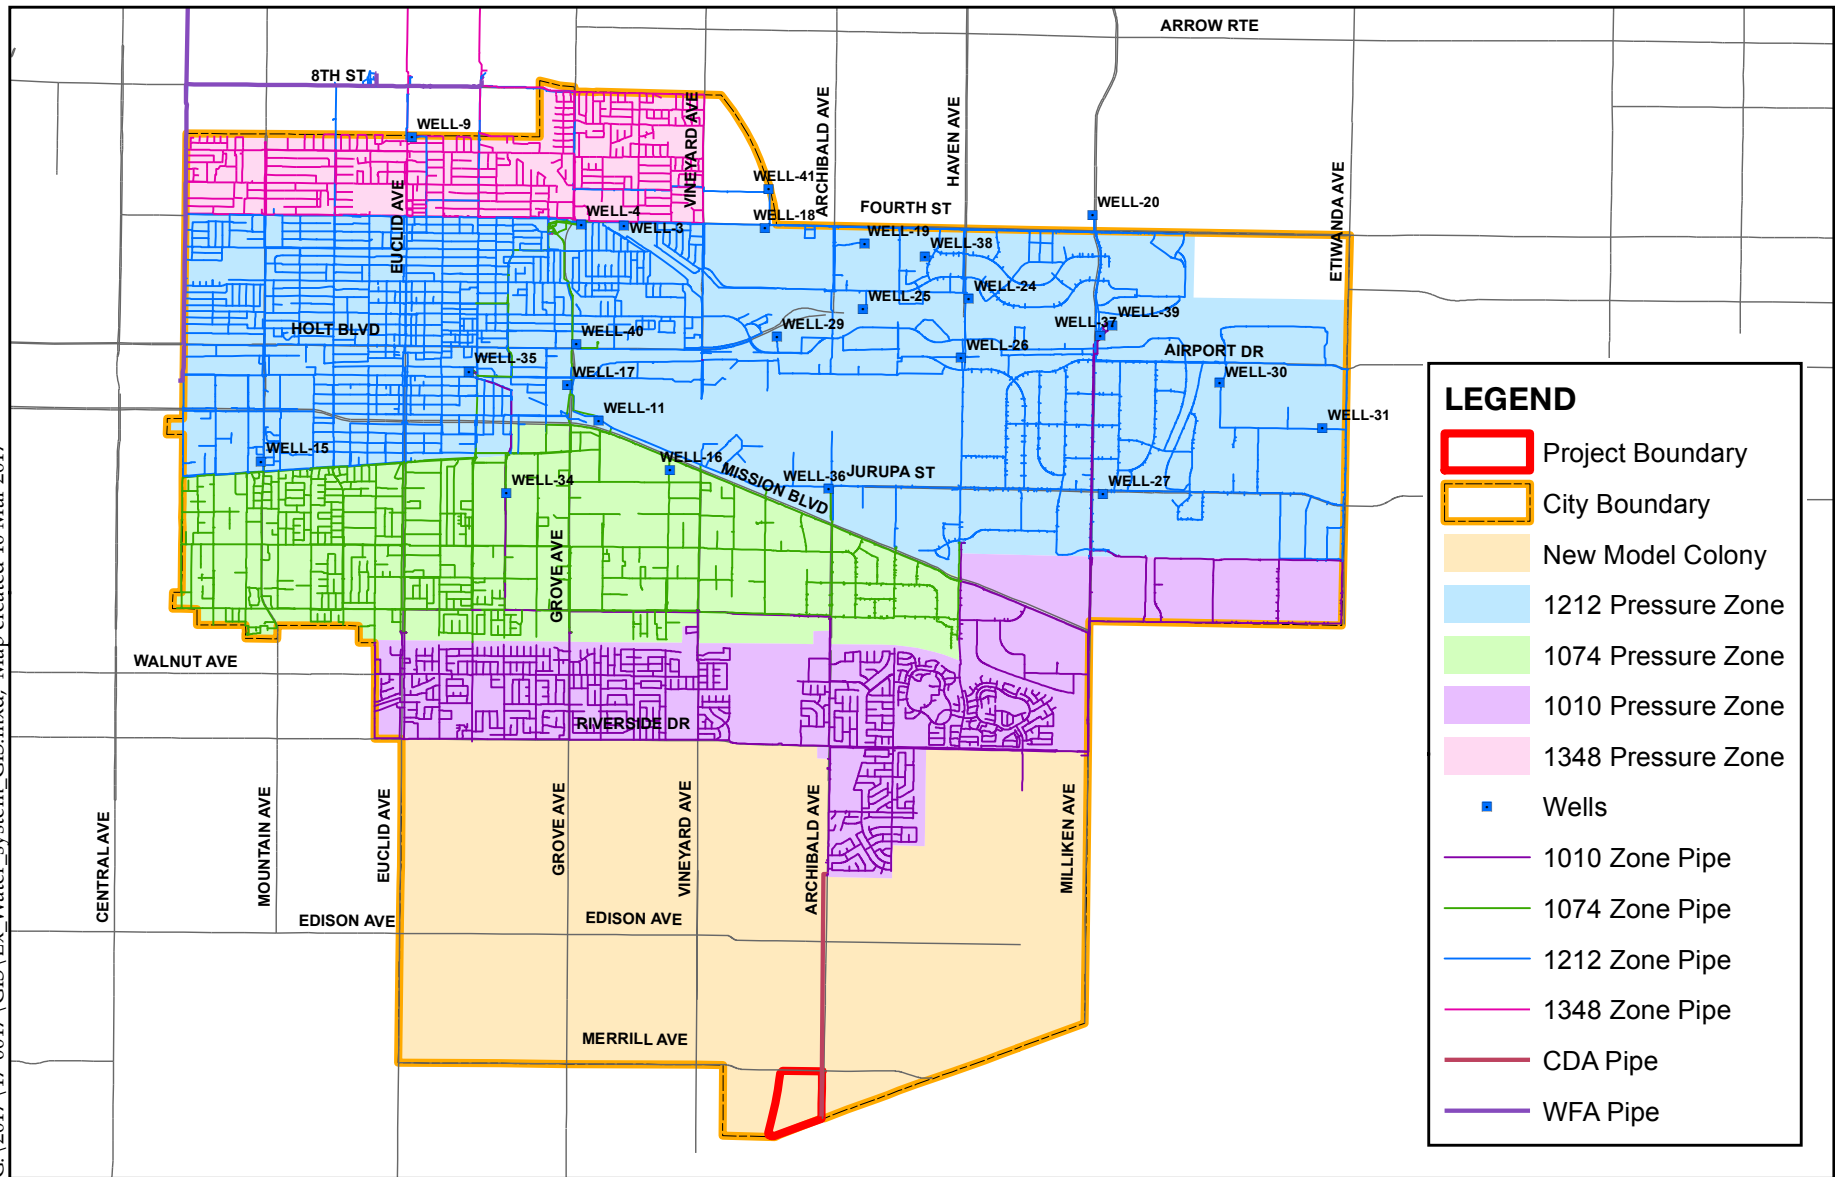 ARROW RTE
8TH ST
WELL-9
VINEYARD AVE
ARCHIBALD AVE
HAVEN AVE
ETIWANDA AVE
EUCLID AVE
WELL-41
WELL-20
FOURTH ST
WELL-4
WELL-18
WELL-3
WELL-19
WELL-38
WELL-24
WELL-25
WELL-39
WELL-37
WELL-29
HOLT BLVD
WELL-40
WELL-26
AIRPORT DR
WELL-35
WELL-17
WELL-30
WELL-11
WELL-31
WELL-15
WELL-16
MISSION BLVD
WELL-36
JURUPA ST
WELL-34
WELL-27
GROVE AVE
WALNUT AVE
RIVERSIDE DR
CENTRAL AVE
MOUNTAIN AVE
EUCLID AVE
GROVE AVE
VINEYARD AVE
ARCHIBALD AVE
MILLIKEN AVE
EDISON AVE
EDISON AVE
MERRILL AVE
LEGEND
Project Boundary
City Boundary
New Model Colony
1212 Pressure Zone
1074 Pressure Zone
1010 Pressure Zone
1348 Pressure Zone
Wells
1010 Zone Pipe
1074 Zone Pipe
1212 Zone Pipe
1348 Zone Pipe
CDA Pipe
WFA Pipe